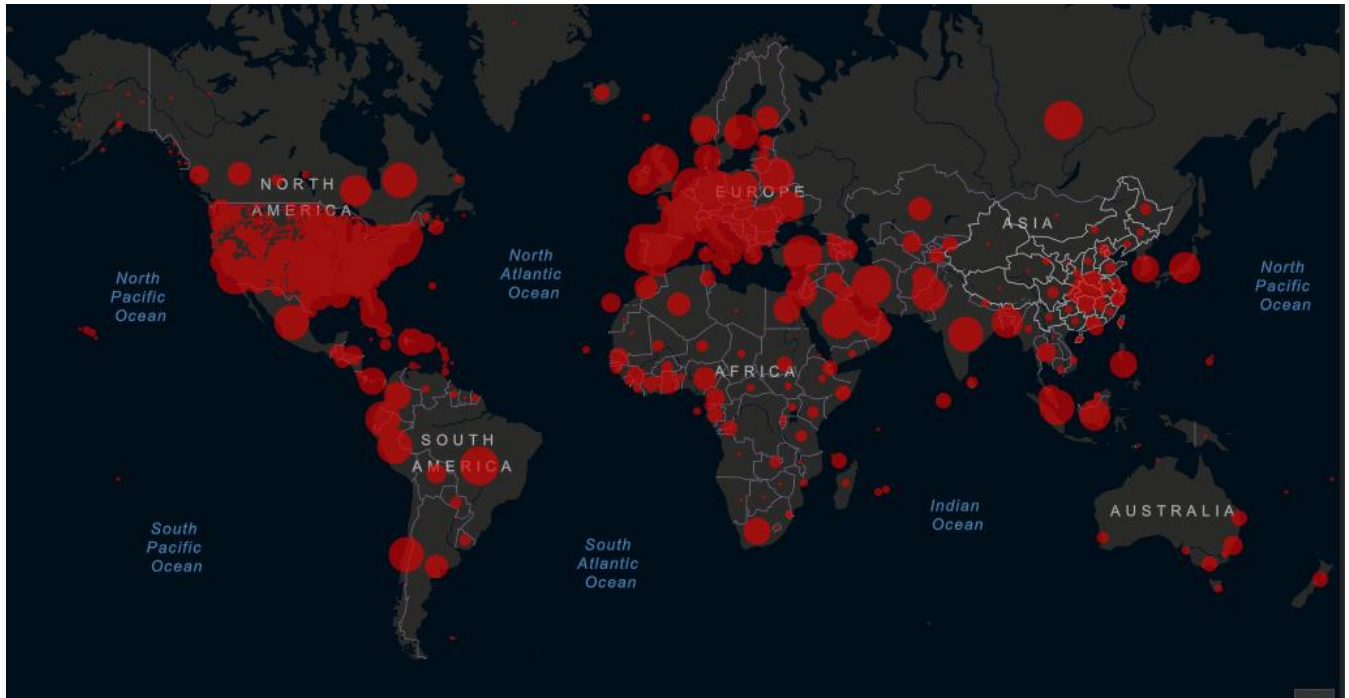 NORTH
AMERICA
North
Pacific
Ocean
North
Atlantic
Ocean
EUROPE
ASIA
North
Pacific
Ocean
AFRICA
SOUTH
AMERICA
South
Pacific
Ocean
South
Atlantic
Ocean
Indian
Ocean
AUSTRALIA